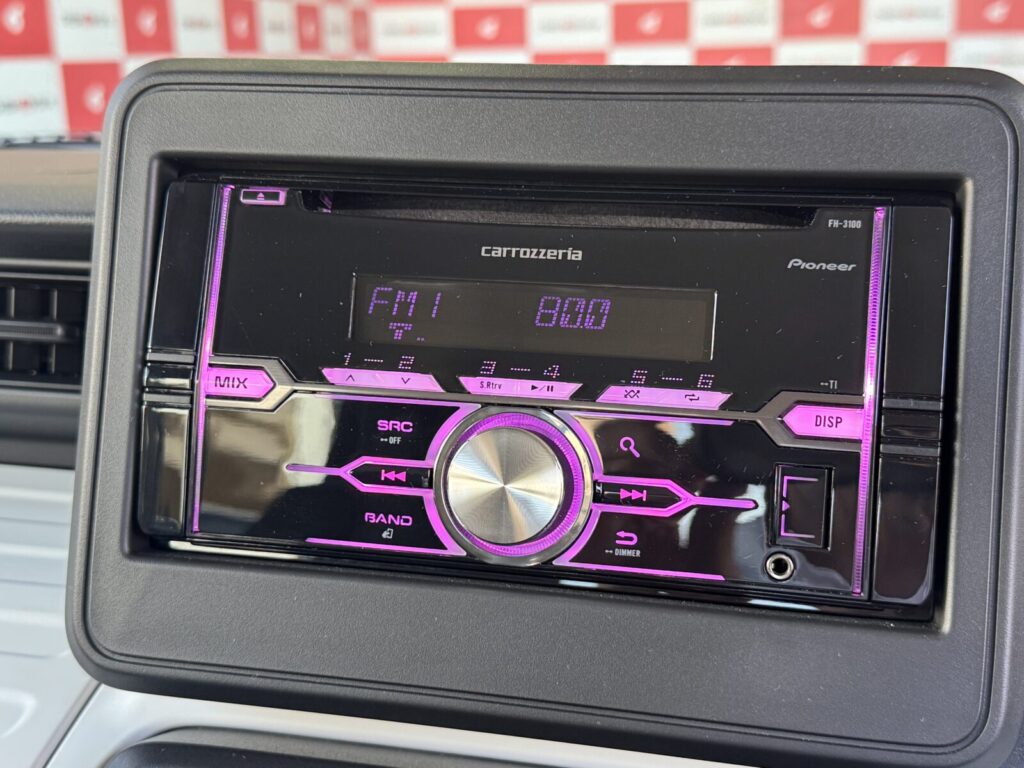 FH-3100
carrozzeria
Pioneer
FM1 80.0
1 2 3 4 5 6
MIX
S.Rtrv
TI
DISP
SRC
OFF
BAND
DIMMER